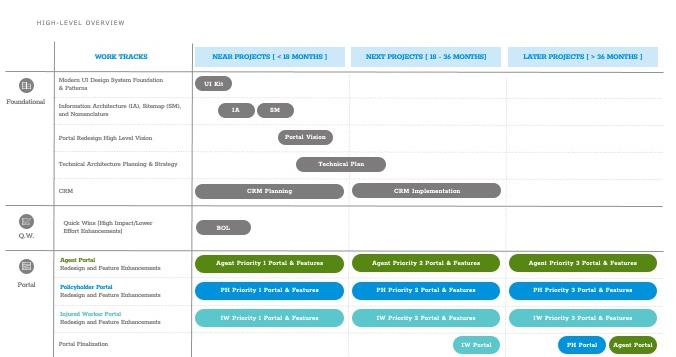 HIGH-LEVEL OVERVIEW
WORK TRACKS
NEAR PROJECTS [ < 18 MONTHS ]
NEXT PROJECTS [ 18 - 36 MONTHS]
LATER PROJECTS [ > 36 MONTHS ]
Foundational
Modern UI Design System Foundation
& Patterns
UI Kit
Information Architecture (IA), Sitemap (SM),
and Nomenclature
IA
SM
Portal Redesign High Level Vision
Portal Vision
Technical Architecture Planning & Strategy
Technical Plan
CRM
CRM Planning
CRM Implementation
Q.W.
Quick Wins (High Impact/Lower
Effort Enhancements)
BOL
Portal
Agent Portal
Redesign and Feature Enhancements
Agent Priority 1 Portal & Features
Agent Priority 2 Portal & Features
Agent Priority 3 Portal & Features
Policyholder Portal
Redesign and Feature Enhancements
PH Priority 1 Portal & Features
PH Priority 2 Portal & Features
PH Priority 3 Portal & Features
Injured Worker Portal
Redesign and Feature Enhancements
IW Priority 1 Portal & Features
IW Priority 2 Portal & Features
IW Priority 3 Portal & Features
Portal Finalization
IW Portal
PH Portal
Agent Portal